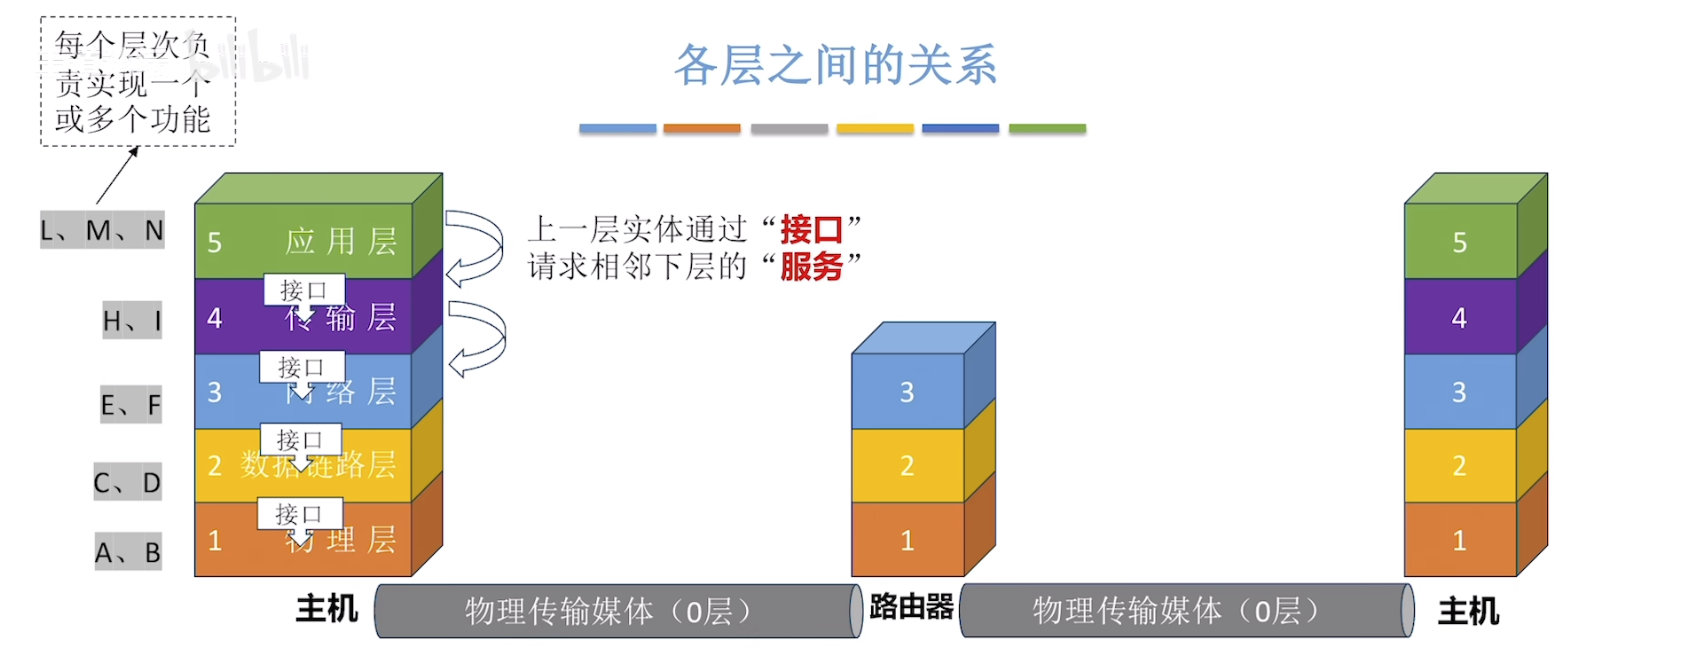 每个层次负
责实现一个
或多个功能
bilibili
各层之间的关系
L、M、N
H、I
E、F
C、D
A、B
5 应用层
接口
4 传输层
接口
3 网络层
接口
2 数据链路层
接口
1 物理层
上一层实体通过“接口”
请求相邻下层的“服务”
3
2
1
5
4
3
2
1
主机
物理传输媒体（0层）
路由器
物理传输媒体（0层）
主机